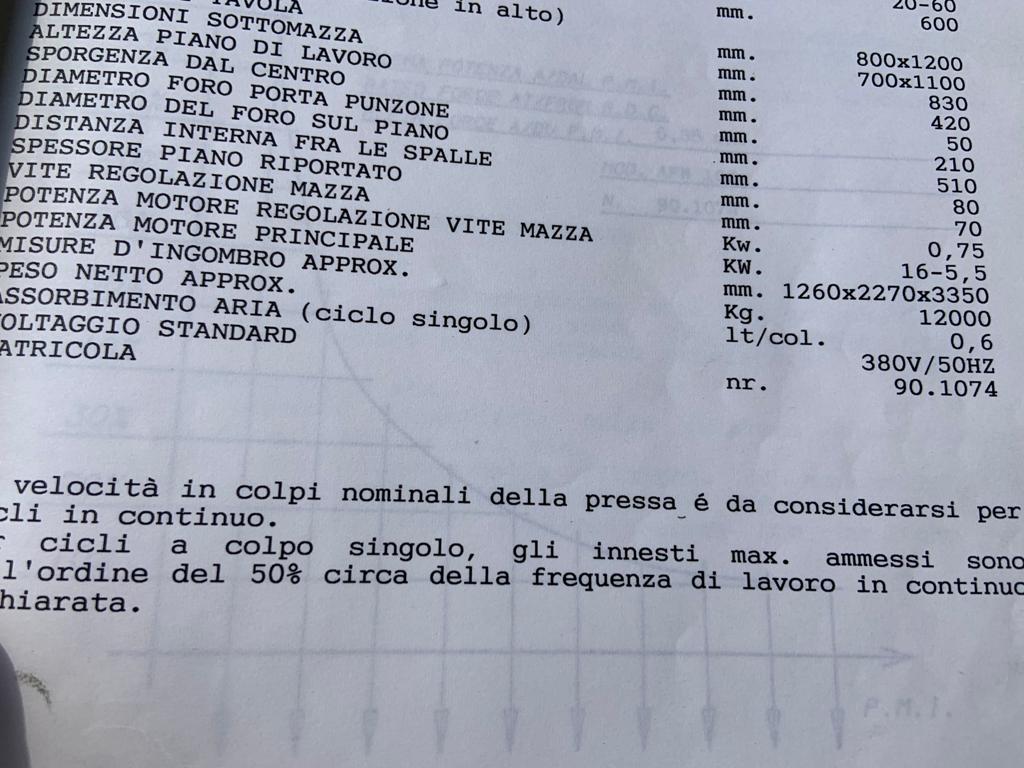 20-60
one in alto) mm. 600
TAVOLA mm. 800x1200
DIMENSIONI SOTTOMAZZA mm. 700x1100
ALTEZZA PIANO DI LAVORO mm. 830
SPORGENZA DAL CENTRO mm. 420
DIAMETRO FORO PORTA PUNZONE mm. 50
DIAMETRO DEL FORO SUL PIANO mm. 210
DISTANZA INTERNA FRA LE SPALLE mm. 510
SPESSORE PIANO RIPORTATO mm. 80
VITE REGOLAZIONE MAZZA mm. 70
POTENZA MOTORE REGOLAZIONE VITE MAZZA Kw. 0,75
POTENZA MOTORE PRINCIPALE KW. 16-5,5
MISURE D'INGOMBRO APPROX. mm. 1260x2270x3350
PESO NETTO APPROX. Kg. 12000
ASSORBIMENTO ARIA (ciclo singolo) lt/col. 0,6
OLTAGGIO STANDARD 380V/50HZ
ATRICOLA nr. 90.1074
velocità in colpi nominali della pressa é da considerarsi per
cli in continuo.
r cicli a colpo singolo, gli innesti max. ammessi sono
l'ordine del 50% circa della frequenza di lavoro in continuo
hiarata.
30%
P.M.I.